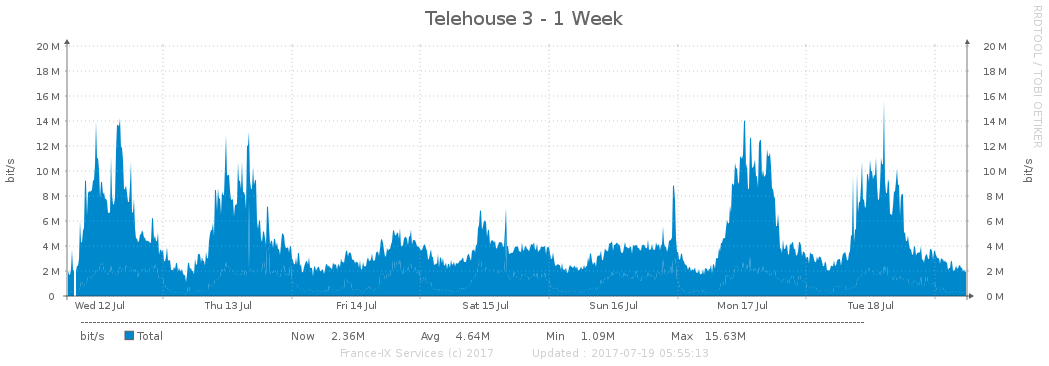 Telehouse 3 - 1 Week
RRDTOOL / TOBI OETIKER
20 M 20 M
18 M 18 M
16 M 16 M
14 M 14 M
12 M 12 M
10 M 10 M
8 M 8 M
6 M 6 M
4 M 4 M
2 M 2 M
0 0 M
bit/s
bit/s
Wed 12 Jul Thu 13 Jul Fri 14 Jul Sat 15 Jul Sun 16 Jul Mon 17 Jul Tue 18 Jul
bit/s Total Now 2.36M Avg 4.64M Min 1.09M Max 15.63M
France-IX Services (c) 2017 Updated : 2017-07-19 05:55:13